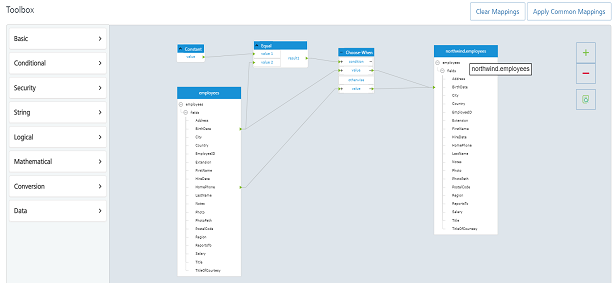 Toolbox
Clear Mappings
Apply Common Mappings
Basic
Conditional
Security
String
Logical
Mathematical
Conversion
Data
Constant
value
Equal
value 1
value 2
results
Choose-When
condition
value
otherwise
value
employees
employees
fields
Address
BirthDate
City
Country
EmployeeID
Extension
FirstName
HireDate
HomePhone
LastName
Notes
Photo
PhotoPath
PostalCode
Region
ReportsTo
Salary
Title
TitleOfCourtesy
northwind.employees
employees
northwind.employees
fields
Address
BirthDate
City
Country
EmployeeID
Extension
FirstName
HireDate
HomePhone
LastName
Notes
Photo
PhotoPath
PostalCode
Region
ReportsTo
Salary
Title
TitleOfCourtesy